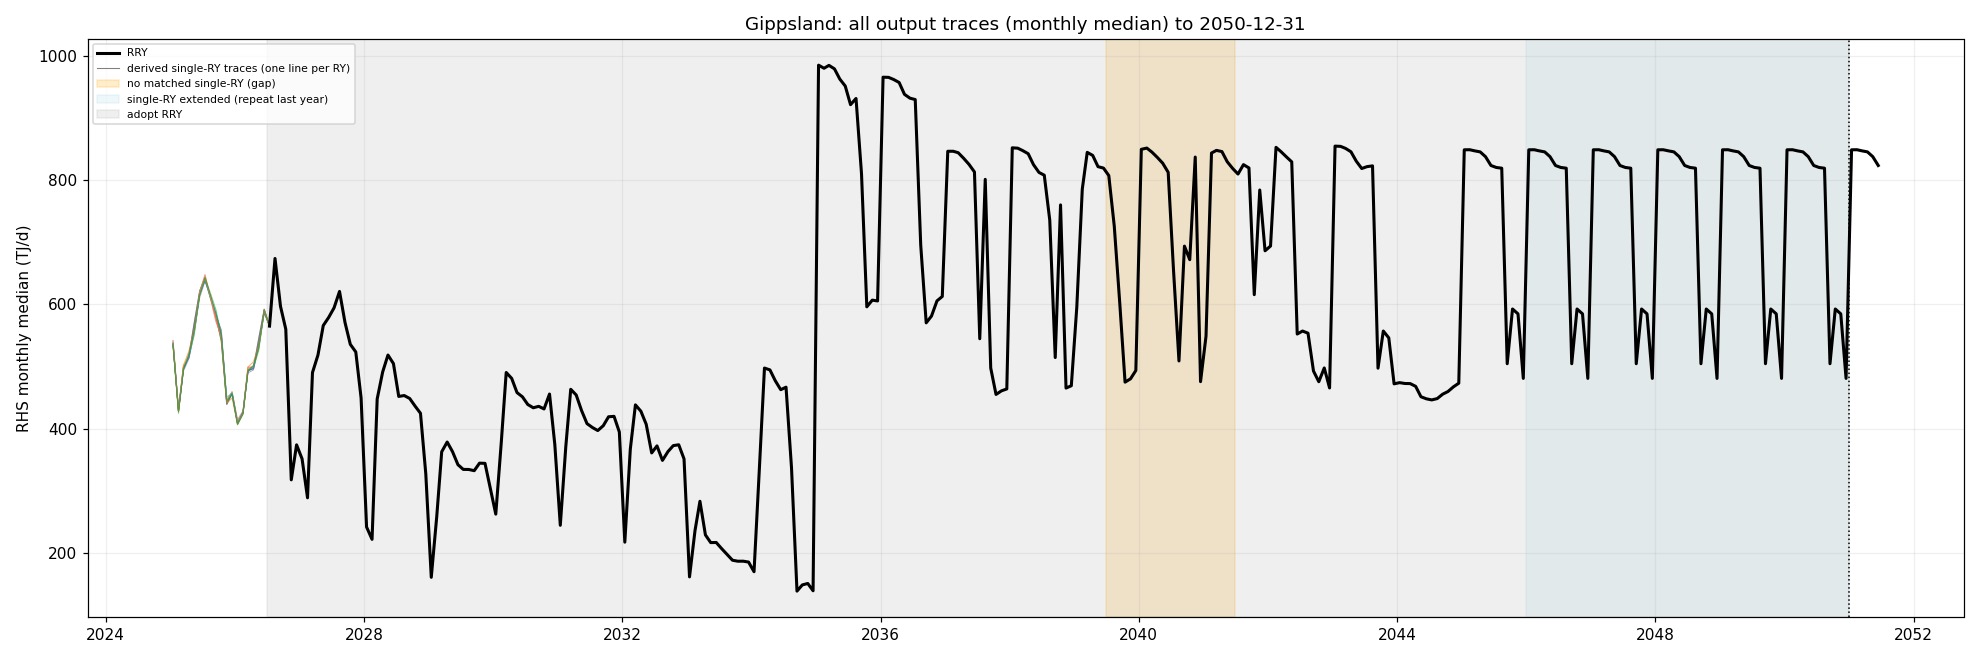 Gippsland: all output traces (monthly median) to 2050-12-31
RRY
derived single-RY traces (one line per RY)
no matched single-RY (gap)
single-RY extended (repeat last year)
adopt RRY
RHS monthly median (TJ/d)
1000
800
600
400
200
2024
2028
2032
2036
2040
2044
2048
2052